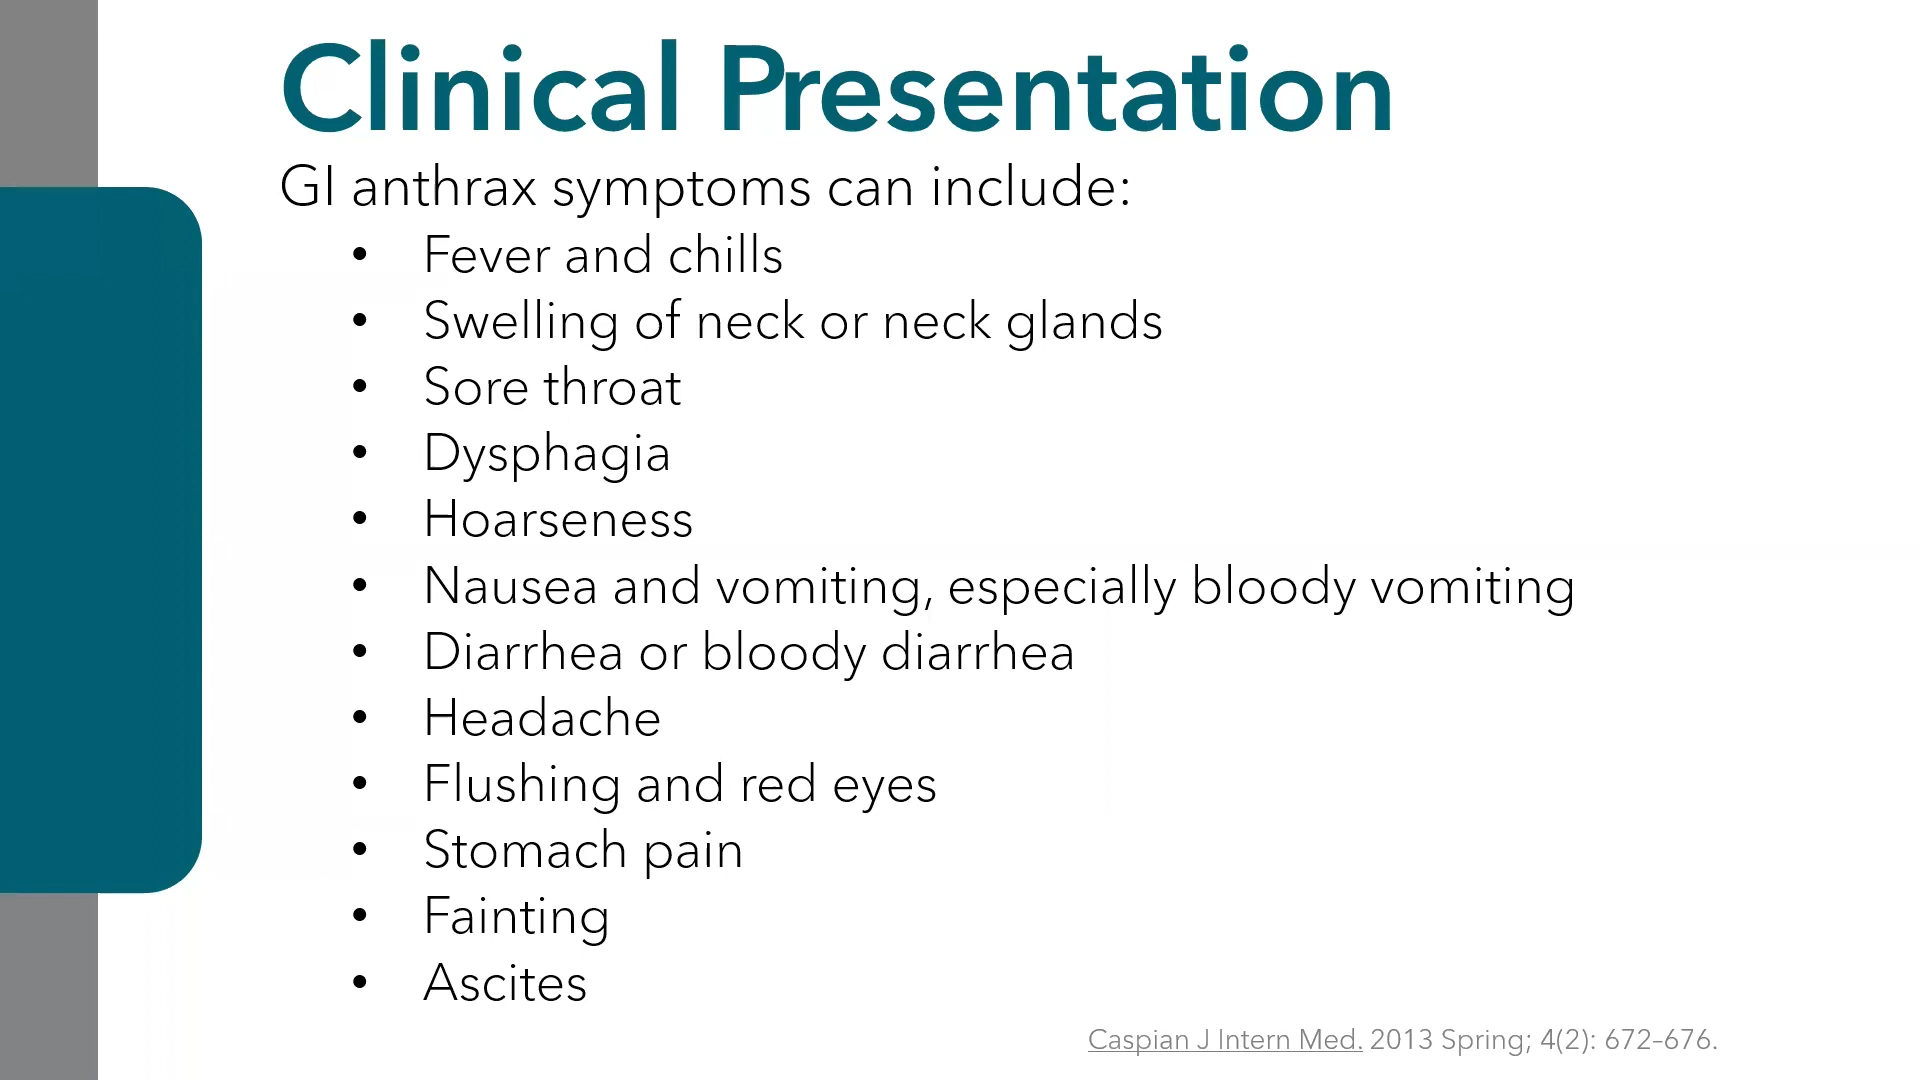 Clinical Presentation
GI anthrax symptoms can include:
• Fever and chills
• Swelling of neck or neck glands
• Sore throat
• Dysphagia
• Hoarseness
• Nausea and vomiting, especially bloody vomiting
• Diarrhea or bloody diarrhea
• Headache
• Flushing and red eyes
• Stomach pain
• Fainting
• Ascites
Caspian J Intern Med. 2013 Spring; 4(2): 672–676.